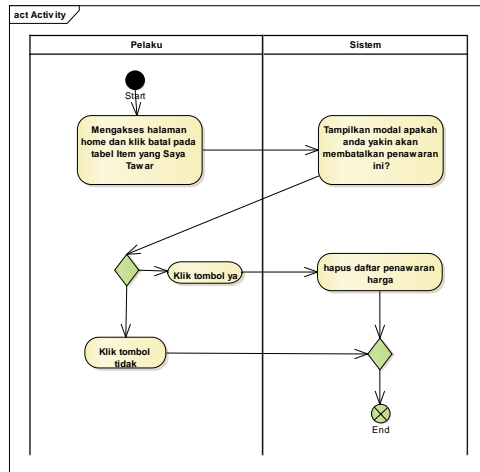 act Activity
Pelaku
Sistem
Start
Mengakses halaman
home dan klik batal pada
tabel Item yang Saya
Tawar
Tampilkan modal apakah
anda yakin akan
membatalkan penawaran
ini?
Klik tombol ya
hapus daftar penawaran
harga
Klik tombol
tidak
End